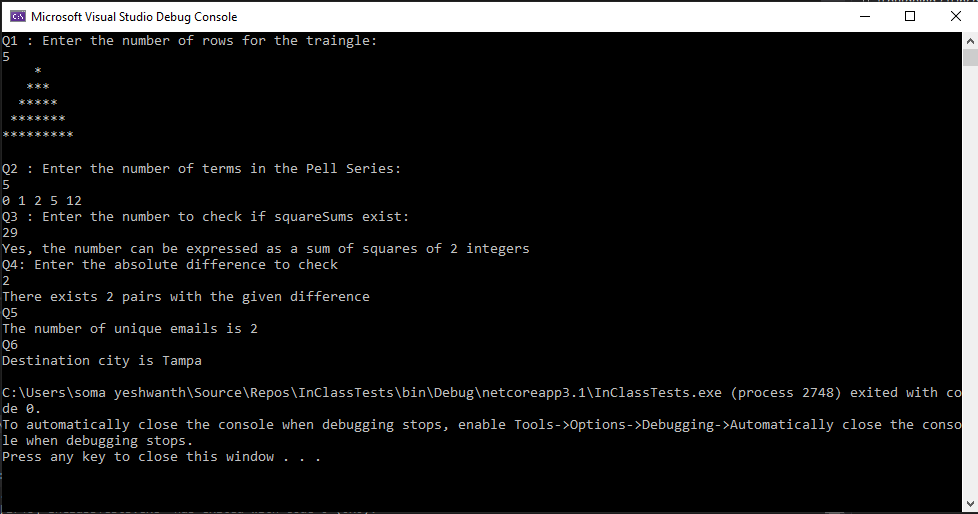 Microsoft Visual Studio Debug Console
Q1 : Enter the number of rows for the traingle:
5
*
***
*****
*******
*********
Q2 : Enter the number of terms in the Pell Series:
5
0 1 2 5 12
Q3 : Enter the number to check if squareSums exist:
29
Yes, the number can be expressed as a sum of squares of 2 integers
Q4: Enter the absolute difference to check
2
There exists 2 pairs with the given difference
Q5
The number of unique emails is 2
Q6
Destination city is Tampa
C:\Users\soma yeshwanth\Source\Repos\InClassTests\bin\Debug\netcoreapp3.1\InClassTests.exe (process 2748) exited with co
de 0.
To automatically close the console when debugging stops, enable Tools->Options->Debugging->Automatically close the conso
le when debugging stops.
Press any key to close this window . . .